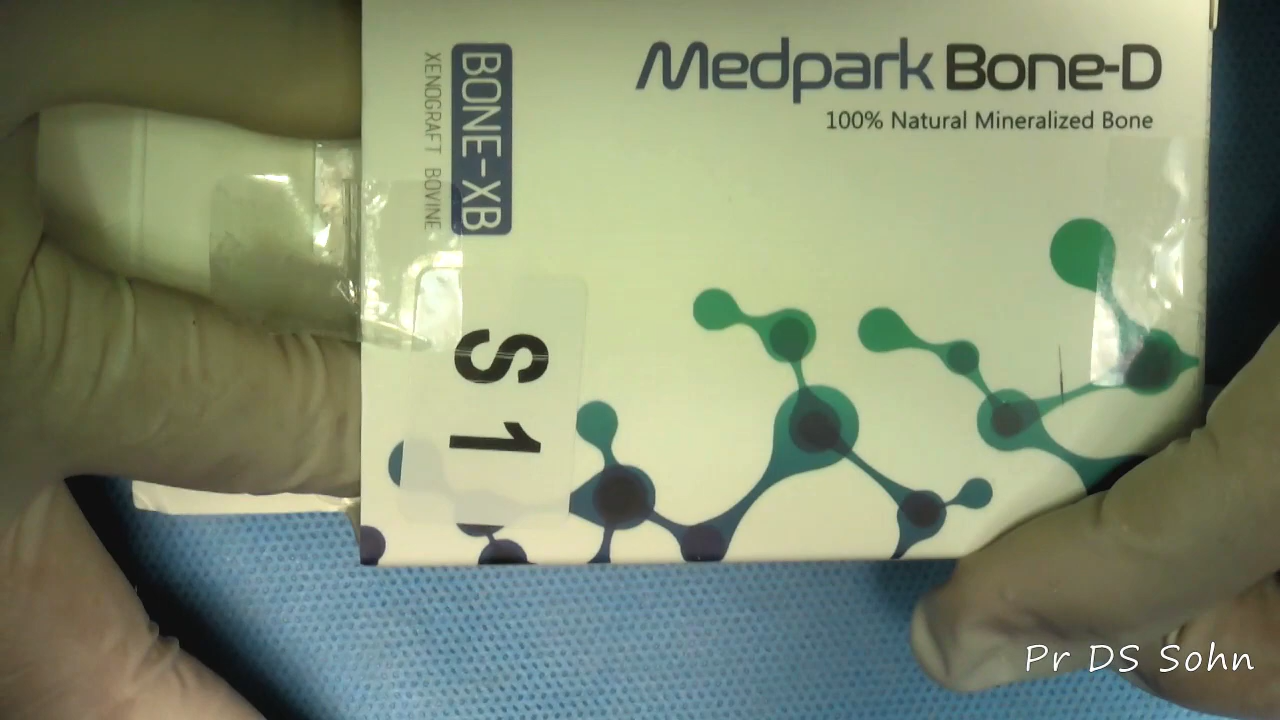 Medpark Bone-D
100% Natural Mineralized Bone
BONE-XB
XENOGRAFT BOVINE
S 1
Pr DS Sohn